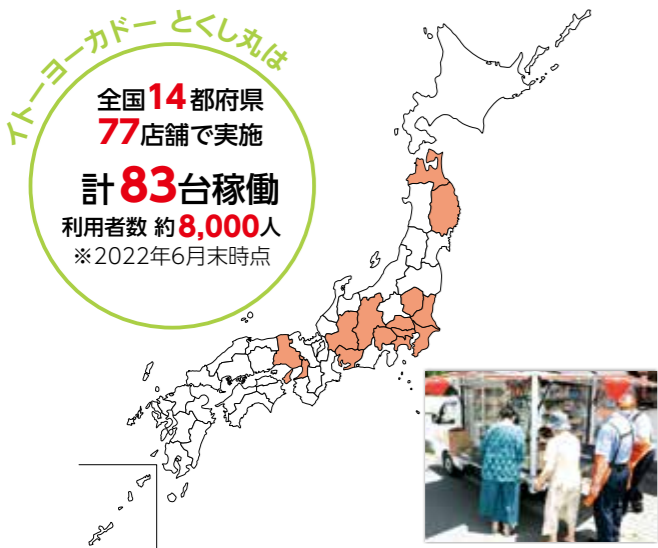 イトーヨーカドー とくし丸は
全国14都府県
77店舗で実施
計83台稼働
利用者数 約8,000人
※2022年6月末時点